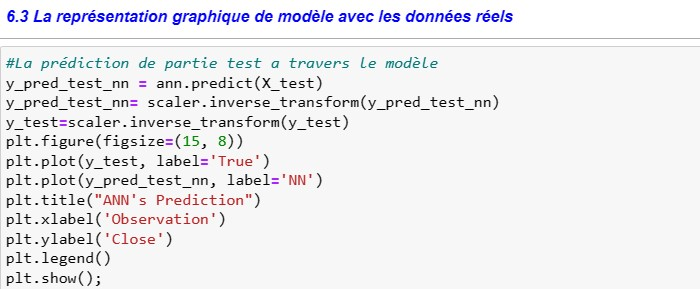 6.3 La représentation graphique de modèle avec les données réels
#La prédiction de partie test a travers le modèle
y_pred_test_nn = ann.predict(X_test)
y_pred_test_nn= scaler.inverse_transform(y_pred_test_nn)
y_test=scaler.inverse_transform(y_test)
plt.figure(figsize=(15, 8))
plt.plot(y_test, label='True')
plt.plot(y_pred_test_nn, label='NN')
plt.title("ANN's Prediction")
plt.xlabel('Observation')
plt.ylabel('Close')
plt.legend()
plt.show();